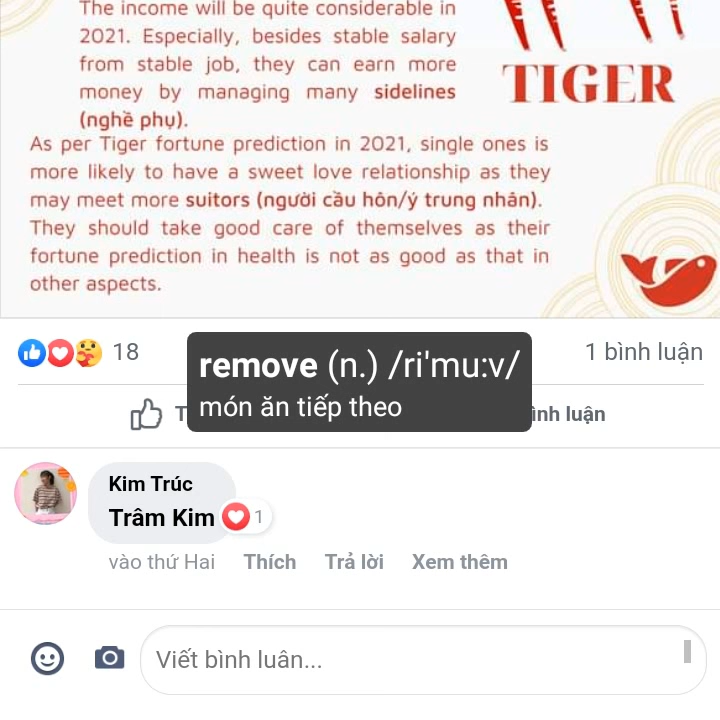 The income will be quite considerable in
2021. Especially, besides stable salary
from stable job, they can earn more
money by managing many sidelines
(nghề phụ).
TIGER
As per Tiger fortune prediction in 2021, single ones is
more likely to have a sweet love relationship as they
may meet more suitors (người cầu hôn/ý trung nhân).
They should take good care of themselves as their
fortune prediction in health is not as good as that in
other aspects.
18
1 bình luận
remove (n.) /ri'mu:v/
món ăn tiếp theo
luận
Kim Trúc
Trâm Kim
1
vào thứ Hai Thích Trả lời Xem thêm
Viết bình luân...